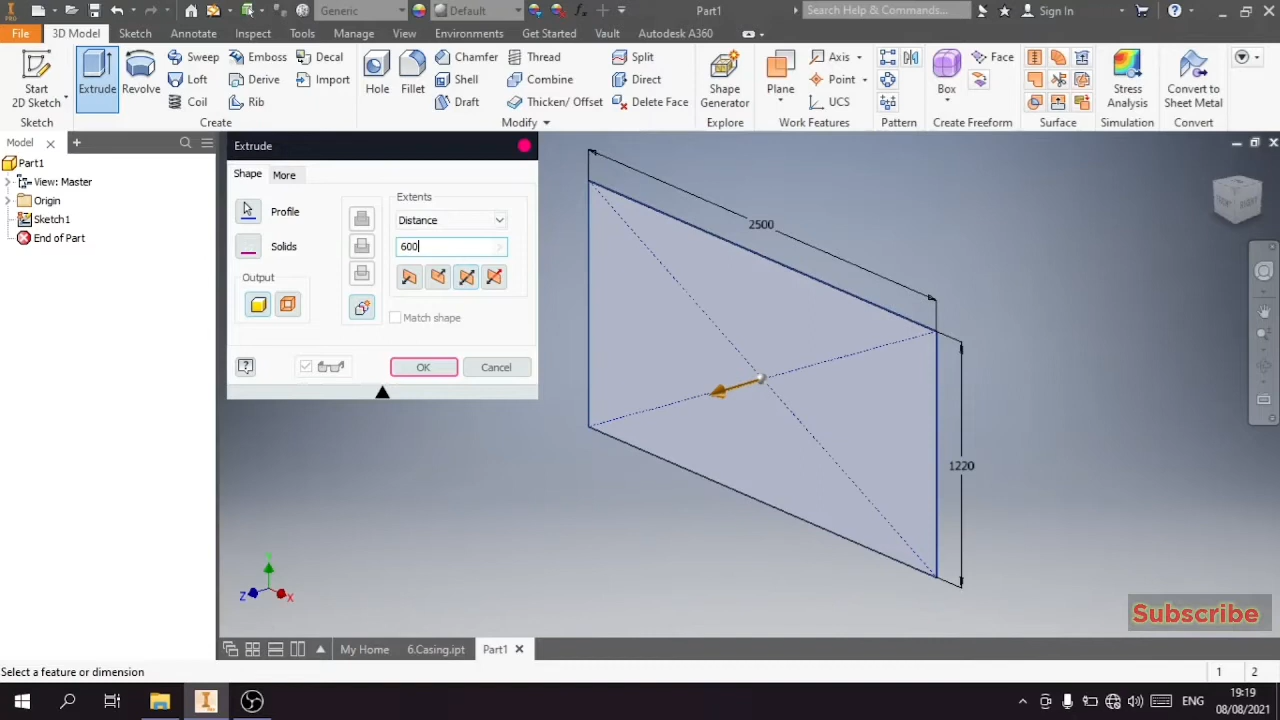 PRO
Generic
Default
Part1
Search Help & Commands...
Sign In
File
3D Model
Sketch
Annotate
Inspect
Tools
Manage
View
Environments
Get Started
Vault
Autodesk A360
Start
2D Sketch
Extrude
Revolve
Sweep
Loft
Coil
Emboss
Derive
Rib
Decal
Import
Hole
Fillet
Chamfer
Shell
Draft
Thread
Combine
Thicken/ Offset
Split
Direct
Delete Face
Shape
Generator
Plane
Axis
Point
UCS
Box
Face
Stress
Analysis
Convert to
Sheet Metal
Sketch
Create
Modify
Explore
Work Features
Pattern
Create Freeform
Surface
Simulation
Convert
Model
Part1
View: Master
Origin
Sketch1
End of Part
Extrude
Shape
More
Profile
Solids
Output
Extents
Distance
600
Match shape
OK
Cancel
2500
1220
FRONT
RIGHT
Y
Z
X
Subscribe
My Home
6.Casing.ipt
Part1
Select a feature or dimension
1
2
ENG
19:19
08/08/2021